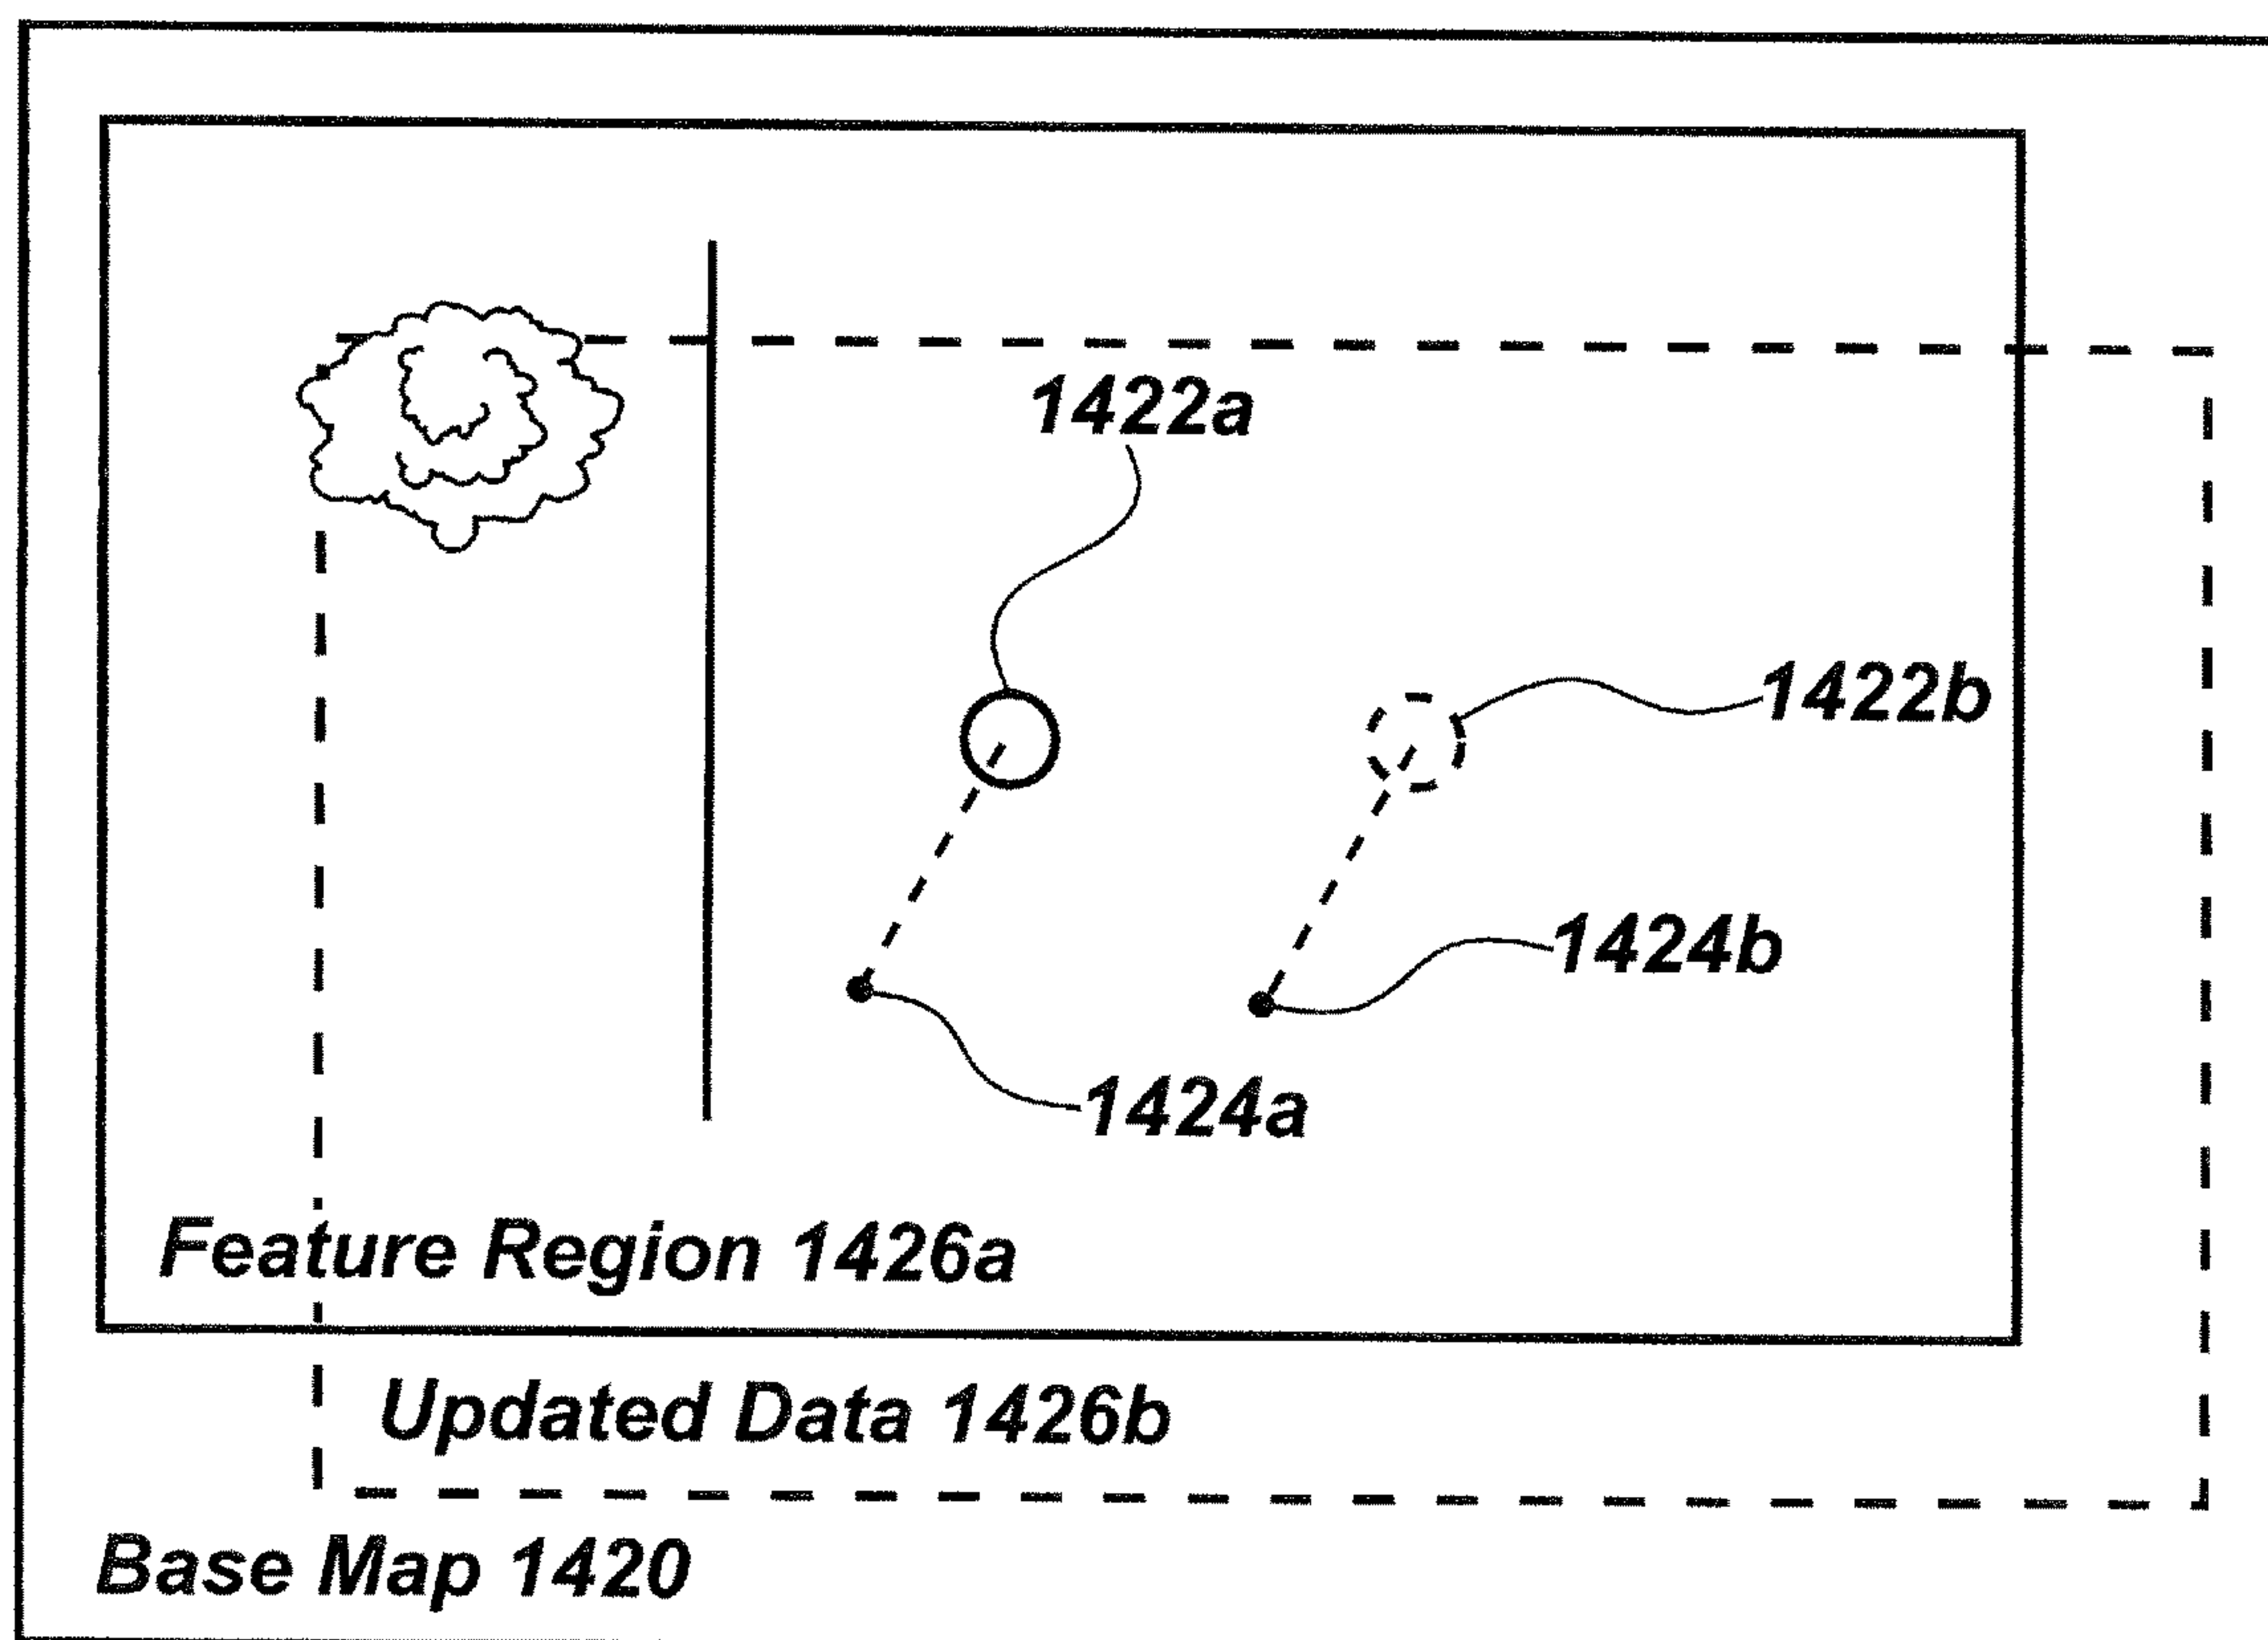 1422a
1422b
1424b
1424a
Feature Region 1426a
Updated Data 1426b
Base Map 1420